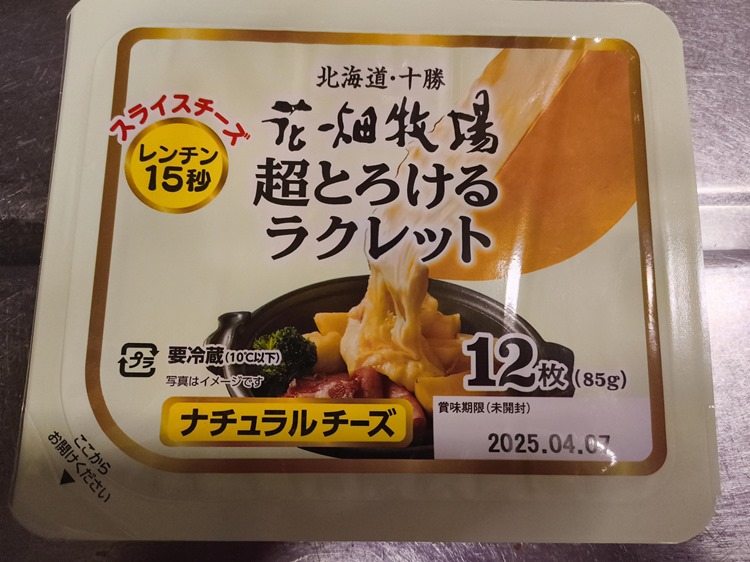 北海道・十勝
花畑牧場
スライスチーズ
レンチン
15秒
超とろける
ラクレット
プラ
要冷蔵(10℃以下)
写真はイメージです
12枚(85g)
ナチュラルチーズ
賞味期限(未開封)
2025.04.07
ここから
お開けください